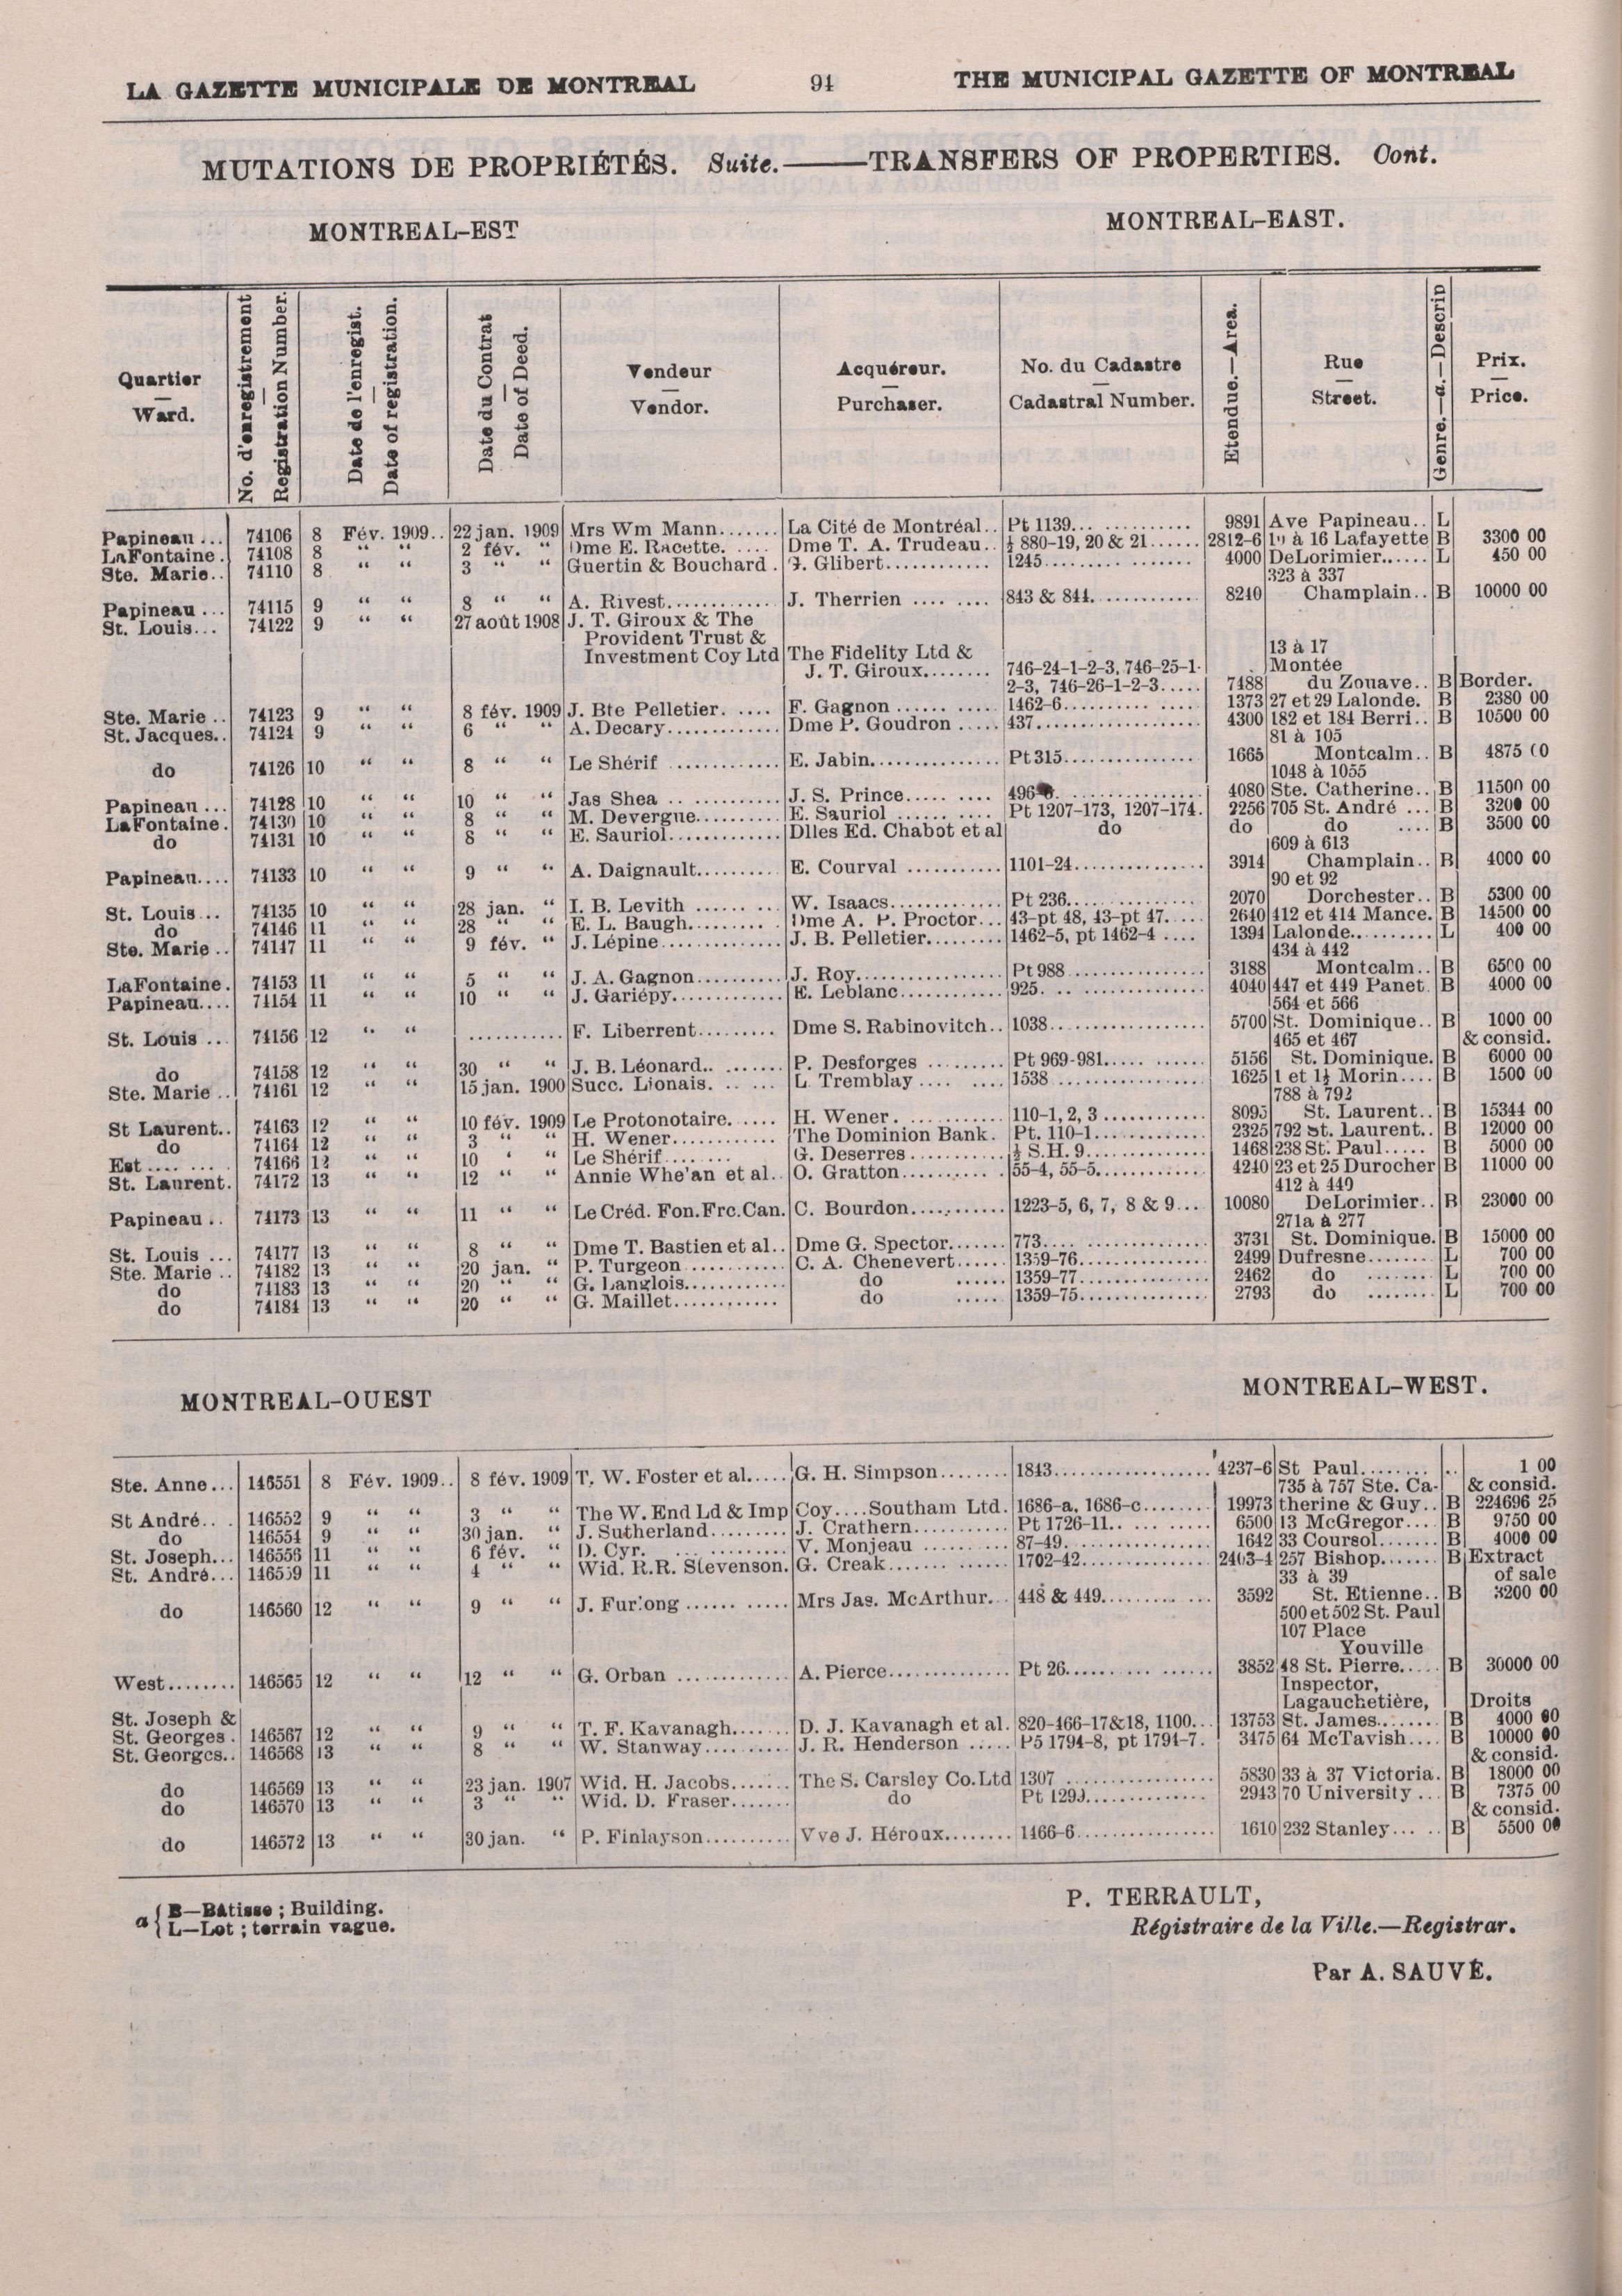 LA GAZETTE MUNICIPALE DE MONTREAL 94 THE MUNICIPAL GAZETTE OF MONTREAL
MUTATIONS DE PROPRIÉTÉS. Suite.——TRANSFERS OF PROPERTIES. Cont.
MONTREAL-EST MONTREAL-EAST.
Quartier — Ward. No. d'enregistrement — Registration Number. Date de l'enregist. — Date of registration. Date du Contrat — Date of Deed. Vendeur — Vendor. Acquéreur. — Purchaser. No. du Cadastre — Cadastral Number. Etendue.—Area. Rue — Street. Genre.—a.—Descrip Prix. — Price.
Papineau ... 74106 8 Fév. 1909.. 22 jan. 1909 Mrs Wm Mann....... La Cité de Montréal.. Pt 1139... 9891 Ave Papineau.. L
LaFontaine. 74108 8 “ “ 2 fév. “ Dme E. Racette. .... Dme T. A. Trudeau.. ½ 880-19, 20 & 21...... 2812-6 10 à 16 Lafayette B 3300 00
Ste. Marie.. 74110 8 “ “ 3 “ “ Guertin & Bouchard . J. Glibert............ 1245......... 4000 DeLorimier...... L 450 00
323 à 337
Papineau ... 74115 9 “ “ 8 “ “ A. Rivest............ J. Therrien .... .... 843 & 844. 8240 Champlain.. B 10000 00
St. Louis... 74122 9 “ “ 27 août 1908 J. T. Giroux & The
Provident Trust & 13 à 17
Investment Coy Ltd The Fidelity Ltd & Montée
J. T. Giroux........ 746-24-1-2-3, 746-25-1-
2-3, 746-26-1-2-3..... 7488 du Zouave.. B Border.
Ste. Marie .. 74123 9 “ “ 8 fév. 1909 J. Bte Pelletier. .... F. Gagnon ...... 1462-6.......... 1373 27 et 29 Lalonde. B 2380 00
St. Jacques.. 74124 9 “ “ 6 “ “ A. Decary............. Dme P. Goudron ..... 437.................. 4300 182 et 184 Berri.. B 10500 00
81 à 105
do 74126 10 “ “ 8 “ “ Le Shérif ............ E. Jabin.............. Pt 315............... 1665 Montcalm.. B 4875 00
1048 à 1055
Papineau ... 74128 10 “ “ 10 “ “ Jas Shea .. .......... J. S. Prince..... .... 496- 4080 Ste. Catherine.. B 11500 00
LaFontaine. 74130 10 “ “ 8 “ “ M. Devergue.......... E. Sauriol ...... .... Pt 1207-173, 1207-174. 2256 705 St. André ... B 3200 00
do 74131 10 “ “ 8 “ “ E. Sauriol............ Dlles Ed. Chabot et al do do do .... B 3500 00
609 à 613
Papineau.... 74133 10 “ “ 9 “ “ A. Daignault.......... E. Courval ........... 1101-24............... 3914 Champlain.. B 4000 00
90 et 92
St. Louis... 74135 10 “ “ 28 jan. “ I. B. Levith ...... ... W. Isaacs............ Pt 236.... 2070 Dorchester.. B 5300 00
do 74146 11 “ “ 28 “ “ E. L. Baugh......... Dme A. P. Proctor... 43-pt 48, 43-pt 47..... 2640 412 et 414 Mance. B 14500 00
Ste. Marie .. 74147 11 “ “ 9 fév. “ J. Lépine............. J. B. Pelletier......... 1462-5, pt 1462-4 .... 1394 Lalonde.......... L 400 00
434 à 442
LaFontaine. 74153 11 “ “ 5 “ “ J. A. Gagnon.......... J. Roy................ Pt 988................ 3188 Montcalm.. B 6500 00
Papineau.... 74154 11 “ “ 10 “ “ J. Gariépy............ E. Leblanc............ 925. .. .............. 4040 447 et 449 Panet. B 4000 00
564 et 566
St. Louis ... 74156 12 “ “ ........... F. Liberrent......... Dme S. Rabinovitch.. 1038.................. 5700 St. Dominique.. B 1000 00
465 et 467 & consid.
do 74158 12 “ “ 30 “ “ J. B. Léonard.. ....... P. Desforges ......... Pt 969-981..... ...... 5156 St. Dominique. B 6000 00
Ste. Marie .. 74161 12 “ “ 15 jan. 1900 Succ. Lionais. .. ... L. Tremblay .... .... 1538 ................. 1625 1 et 1½ Morin.... B 1500 00
788 à 792
St Laurent.. 74163 12 “ “ 10 fév. 1909 Le Protonotaire...... H. Wener............. 110-1, 2, 3 ............ 8095 St. Laurent.. B 15344 00
do 74164 12 “ “ 3 “ “ H. Wener............ The Dominion Bank. Pt. 110-1............. 2325 792 St. Laurent.. B 12000 00
Est .... ... 74166 12 “ “ 10 ‘ “ Le Shérif........ G. Deserres........... ½ S.H. 9.............. 1468 238 St. Paul..... B 5000 00
St. Laurent. 74172 13 “ “ 12 “ “ Annie Whe'an et al.. O. Gratton.......... 55-4, 55-5............. 4240 23 et 25 Durocher B 11000 00
412 à 440
Papineau .. 74173 13 “ “ 11 “ “ Le Créd. Fon. Frc. Can. C. Bourdon........... 1223-5, 6, 7, 8 & 9... 10080 DeLorimier.. B 23000 00
271a à 277
St. Louis ... 74177 13 “ “ 8 “ “ Dme T. Bastien et al.. Dme G. Spector....... 773.... .............. 3731 St. Dominique. B 15000 00
Ste. Marie .. 74182 13 “ “ 20 jan. “ P. Turgeon ........... C. A. Chenevert...... 1359-76............... 2499 Dufresne........ L 700 00
do 74183 13 “ “ 20 “ “ G. Langlois........... do ...... 1359-77............... 2462 do ........ L 700 00
do 74184 13 “ “ 20 “ “ G. Maillet............ do ..... 1359-75............... 2793 do ........ L 700 00
MONTREAL-OUEST MONTREAL-WEST.
Ste. Anne... 146551 8 Fév. 1909.. 8 fév. 1909 T. W. Foster et al..... G. H. Simpson........ 1843.................. 4237-6 St Paul........ .. 1 00
735 à 757 Ste. Ca- & consid.
St André.. . 146552 9 “ “ 3 “ “ The W. End Ld & Imp Coy....Southam Ltd. 1686-a, 1686-c........ 19973 therine & Guy.. B 224696 25
do 146554 9 “ “ 30 jan. “ J. Sutherland......... J. Crathern........... Pt 1726-11.. ... ..... 6500 13 McGregor.... B 9750 00
St. Joseph... 146556 11 “ “ 6 fév. “ D. Cyr. ... ......... V. Monjeau .......... 87-49. ............... 1642 33 Coursol....... B 4000 00
St. André... 146559 11 “ “ 4 “ “ Wid. R.R. Stevenson. G. Creak....... ...... 1702-42............... 2403-4 257 Bishop....... B Extract
33 à 39 of sale
do 146560 12 “ “ 9 “ “ J. Furlong ...... ..... Mrs Jas. McArthur. .. 448 & 449......... ... 3592 St. Etienne.. B 3200 00
500 et 502 St. Paul
107 Place
Youville
West........ 146565 12 “ “ 12 “ “ G. Orban ............. A. Pierce.............. Pt 26...... ... ...... 3852 48 St. Pierre..... B 30000 00
Inspector,
Lagauchetière, Droits
St. Joseph &
St. Georges . 146567 12 “ “ 9 “ “ T. F. Kavanagh....... D. J. Kavanagh et al. 820-466-17&18, 1100... 13753 St. James........ B 4000 00
St. Georges.. 146568 13 “ “ 8 “ “ W. Stanway.......... J. R. Henderson ..... P5 1794-8, pt 1794-7. 3475 64 McTavish.... B 10000 00
& consid.
do 146569 13 “ “ 23 jan. 1907 Wid. H. Jacobs....... The S. Carsley Co. Ltd 1307 ................. 5830 33 à 37 Victoria. B 18000 00
do 146570 13 “ “ 3 “ “ Wid. D. Fraser....... do Pt 1299............... 2943 70 University ... B 7375 00
& consid.
do 146572 13 “ “ 30 jan. “ P. Finlayson.......... Vve J. Héroux........ 1466-6................ 1610 232 Stanley... .. B 5500 00
a { B—Bâtisse ; Building.
L—Lot ; terrain vague.
P. TERRAULT,
Régistraire de la Ville.—Registrar.
Par A. SAUVÉ.